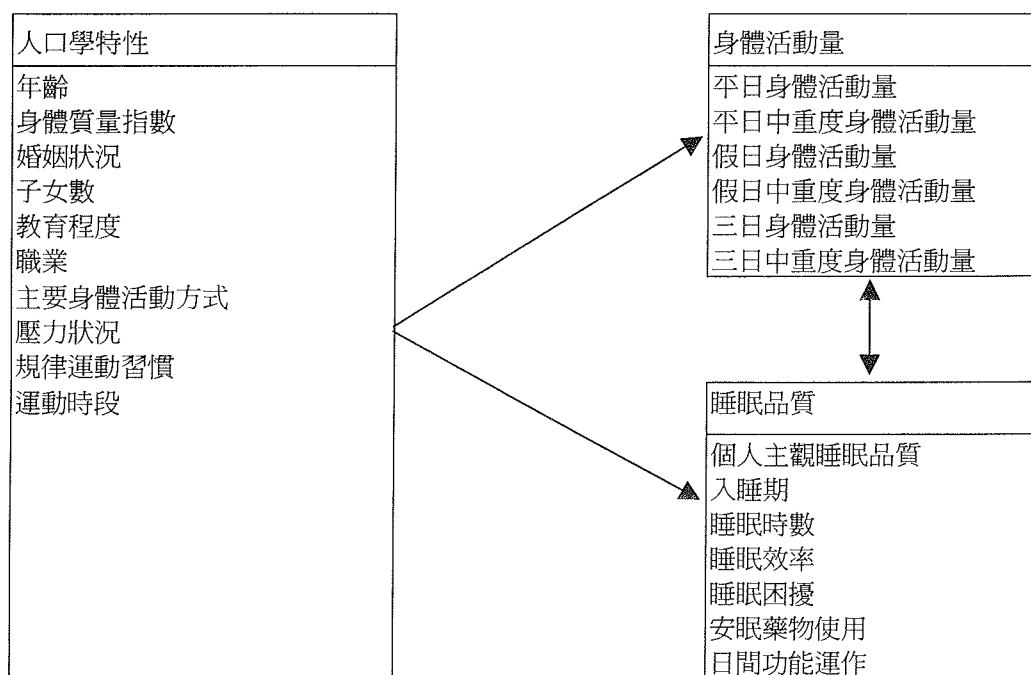 人口學特性
年齡
身體質量指數
婚姻狀況
子女數
教育程度
職業
主要身體活動方式
壓力狀況
規律運動習慣
運動時段
身體活動量
平日身體活動量
平日中重度身體活動量
假日身體活動量
假日中重度身體活動量
三日身體活動量
三日中重度身體活動量
睡眠品質
個人主觀睡眠品質
入睡期
睡眠時數
睡眠效率
睡眠困擾
安眠藥物使用
日間功能運作